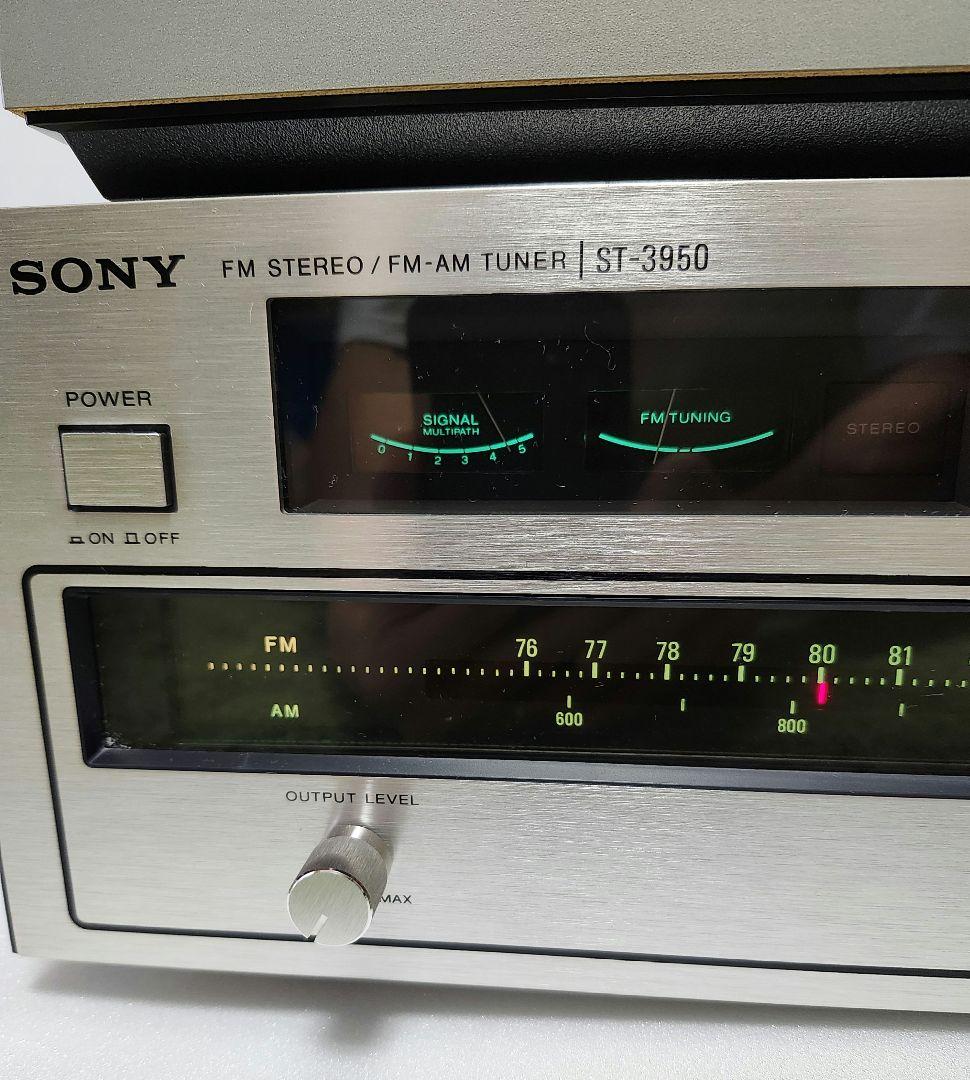 SONY FM STEREO / FM-AM TUNER | ST-3950
POWER
ON OFF
SIGNAL
MULTIPATH
0 1 2 3 4 5
FM TUNING
STEREO
FM 76 77 78 79 80 81
AM 600 800
OUTPUT LEVEL
MAX